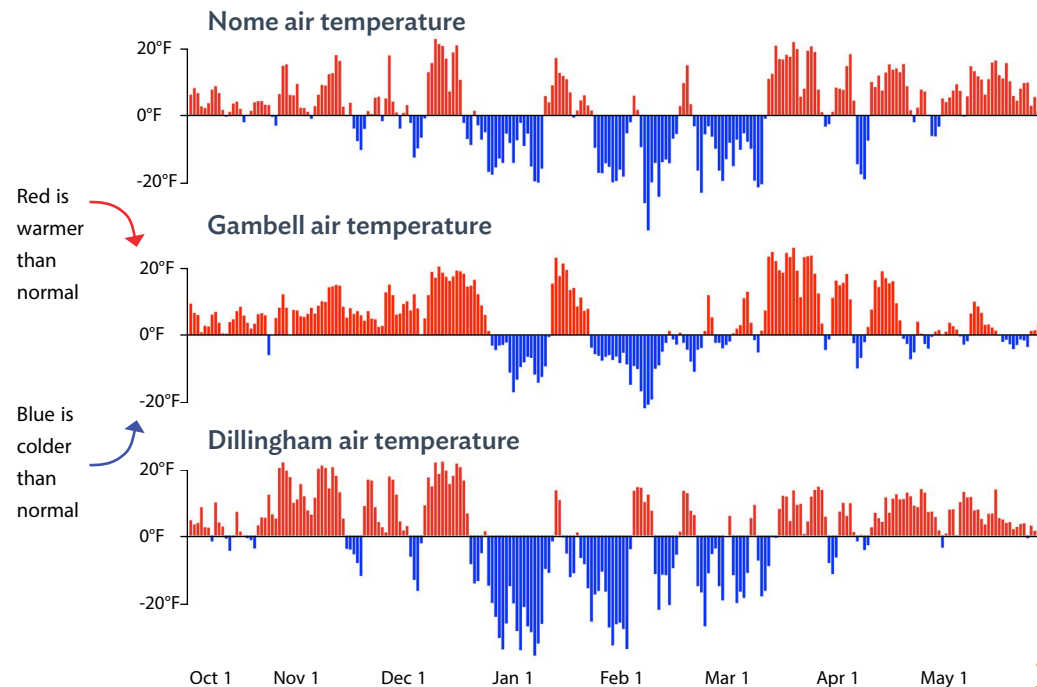 Nome air temperature
20°F
0°F
-20°F
Red is
warmer
than
normal
Gambell air temperature
20°F
0°F
-20°F
Blue is
colder
than
normal
Dillingham air temperature
20°F
0°F
-20°F
Oct 1 Nov 1 Dec 1 Jan 1 Feb 1 Mar 1 Apr 1 May 1